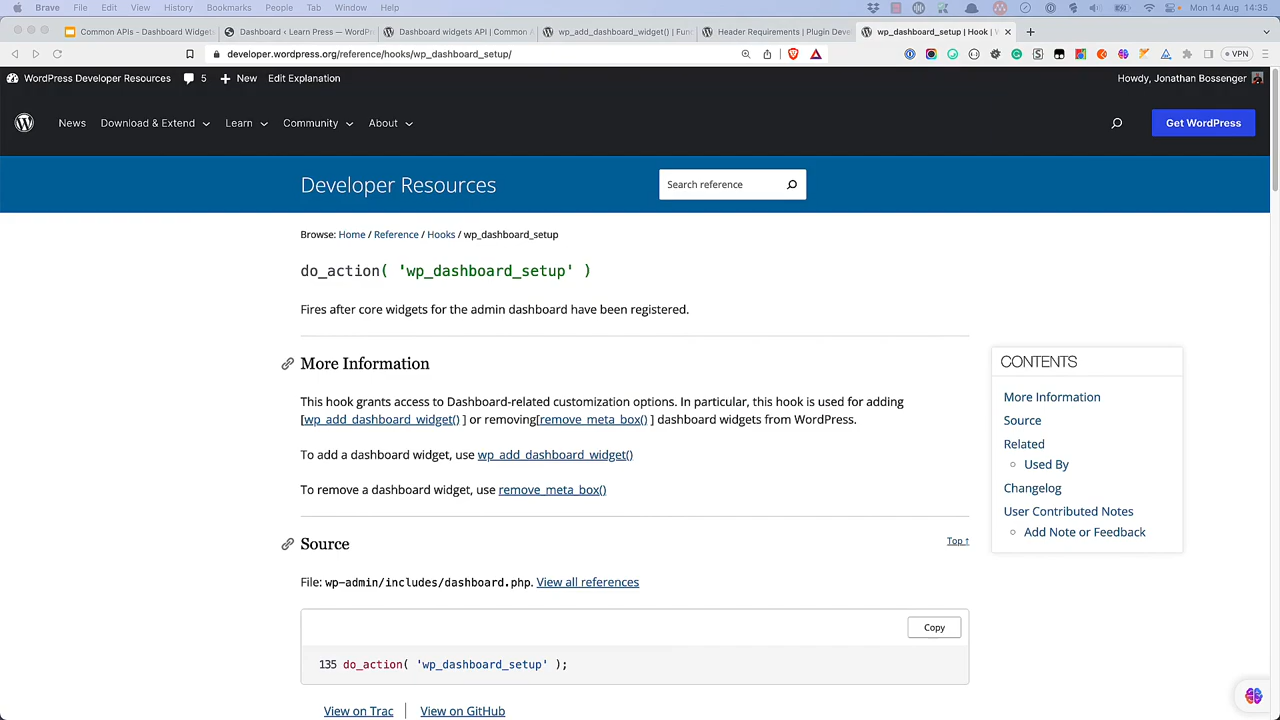 Brave File Edit View History Bookmarks People Tab Window Help Mon 14 Aug 14:35
Common APIs - Dashboard Widget Dashboard ‹ Learn Press — WordPr Dashboard widgets API | Common A wp_add_dashboard_widget() | Func Header Requirements | Plugin Deve wp_dashboard_setup | Hook | W
developer.wordpress.org/reference/hooks/wp_dashboard_setup/ VPN
WordPress Developer Resources 5 New Edit Explanation Howdy, Jonathan Bossenger
News Download & Extend Learn Community About Get WordPress
Developer Resources Search reference
Browse: Home / Reference / Hooks / wp_dashboard_setup
do_action( 'wp_dashboard_setup' )
Fires after core widgets for the admin dashboard have been registered.
More Information
This hook grants access to Dashboard-related customization options. In particular, this hook is used for adding
[wp_add_dashboard_widget() ] or removing[remove_meta_box() ] dashboard widgets from WordPress.
To add a dashboard widget, use wp_add_dashboard_widget()
To remove a dashboard widget, use remove_meta_box()
Source
Top ↑
File: wp-admin/includes/dashboard.php. View all references
Copy
135 do_action( 'wp_dashboard_setup' );
View on Trac View on GitHub
CONTENTS
More Information
Source
Related
Used By
Changelog
User Contributed Notes
Add Note or Feedback